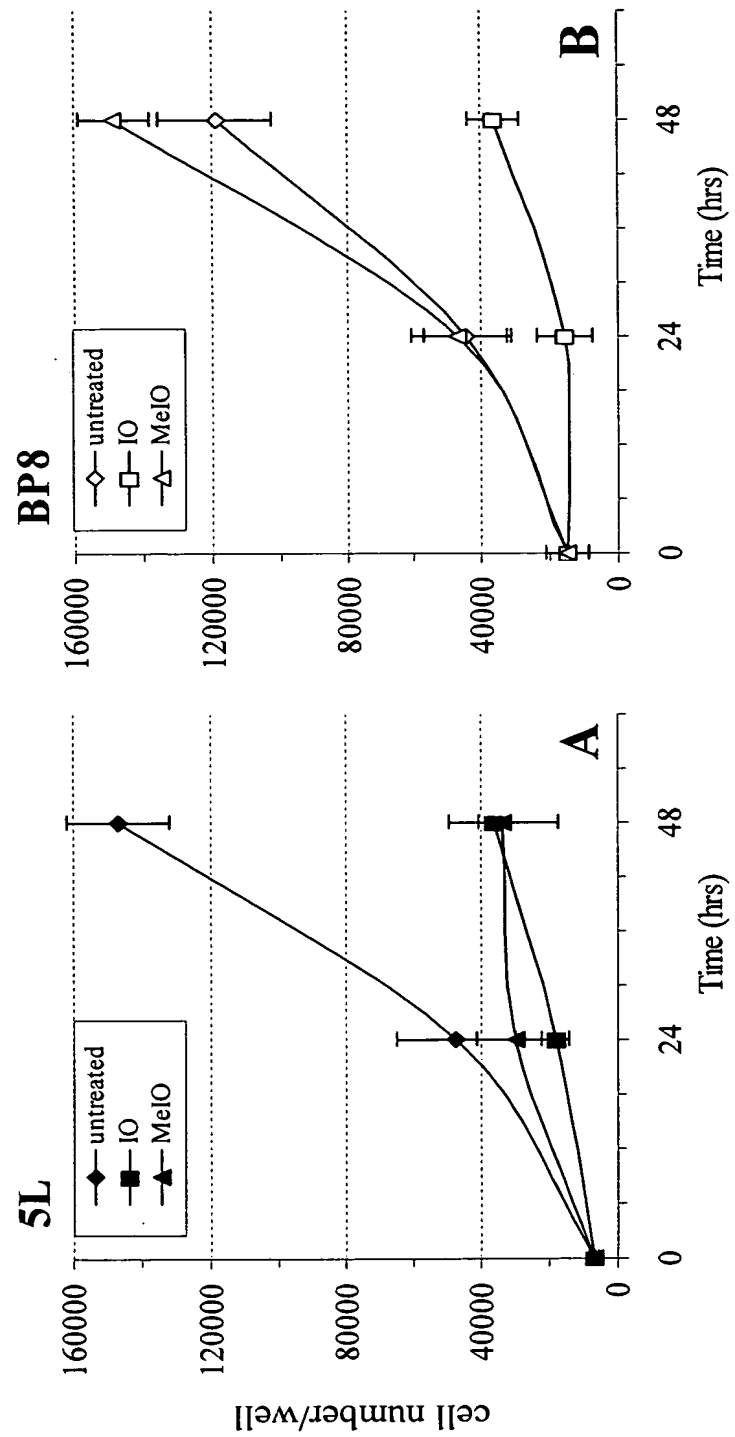 5L
untreated
IO
MeIO
160000
120000
80000
40000
0
cell number/well
0
24
48
Time (hrs)
A
BP8
untreated
IO
MeIO
160000
120000
80000
40000
0
0
24
48
Time (hrs)
B